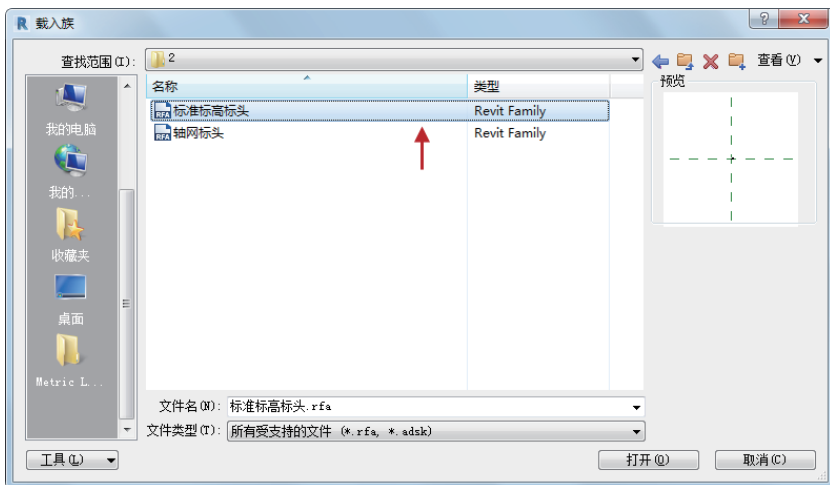 载入族
查找范围(I): 2 查看(V)
名称 类型 预览
标准标高标头 Revit Family
轴网标头 Revit Family
我的电脑
我的...
收藏夹
桌面
Metric L...
文件名(N): 标准标高标头.rfa
文件类型(T): 所有受支持的文件 (*.rfa, *.adsk)
工具(L) 打开(O) 取消(C)